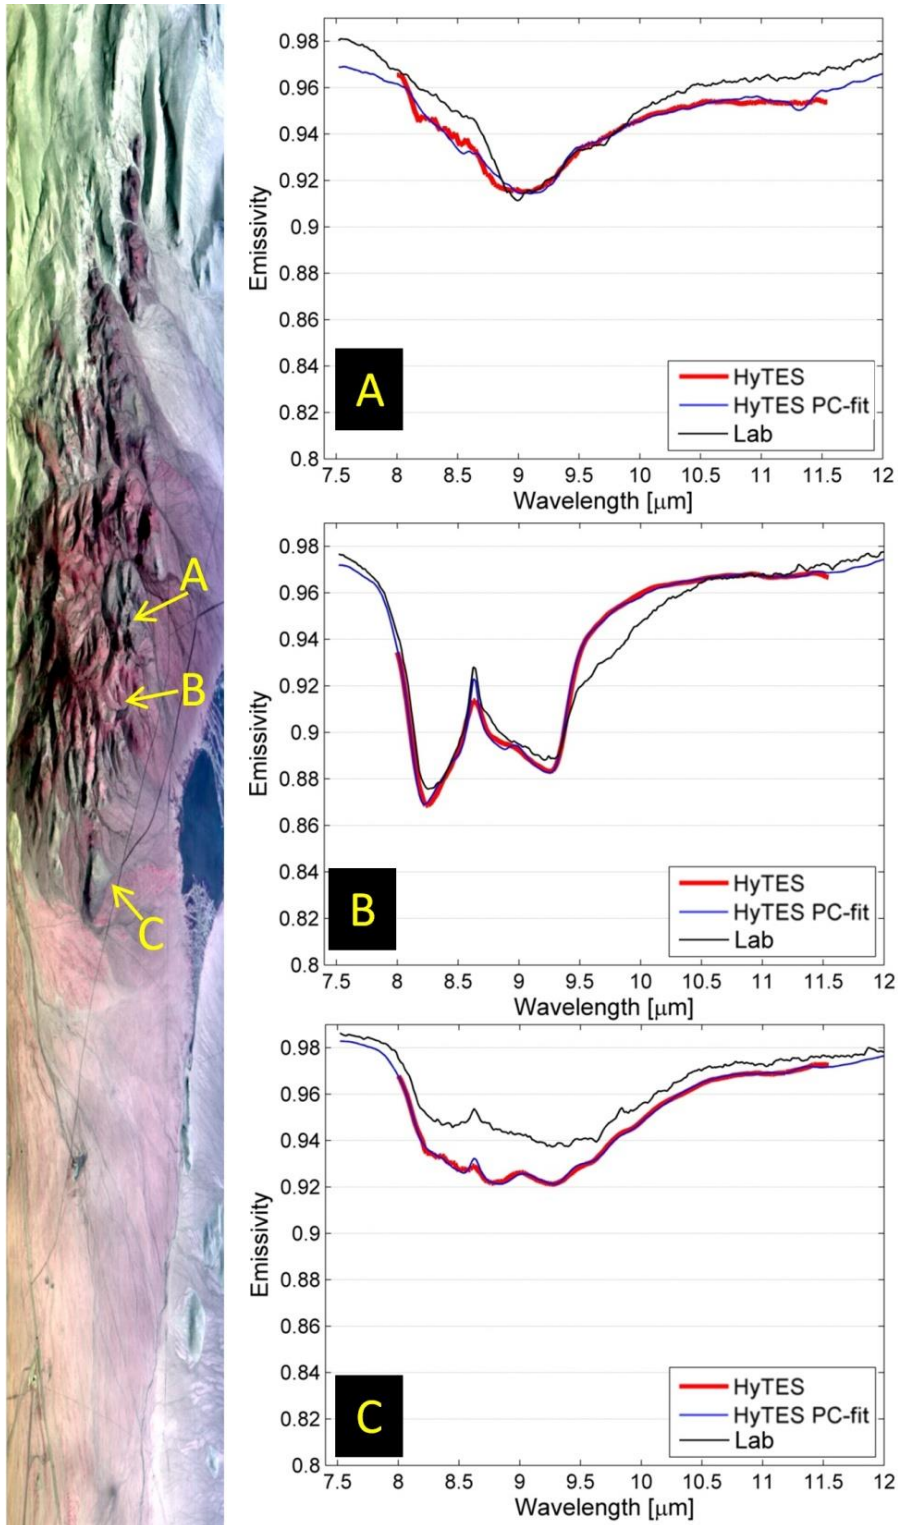 A
B
C
0.98
0.96
0.94
0.92
0.9
0.88
0.86
0.84
0.82
0.8
Emissivity
A
HyTES
HyTES PC-fit
Lab
7.5 8 8.5 9 9.5 10 10.5 11 11.5 12
Wavelength [μm]
0.98
0.96
0.94
0.92
0.9
0.88
0.86
0.84
0.82
0.8
Emissivity
B
HyTES
HyTES PC-fit
Lab
7.5 8 8.5 9 9.5 10 10.5 11 11.5 12
Wavelength [μm]
0.98
0.96
0.94
0.92
0.9
0.88
0.86
0.84
0.82
0.8
Emissivity
C
HyTES
HyTES PC-fit
Lab
7.5 8 8.5 9 9.5 10 10.5 11 11.5 12
Wavelength [μm]